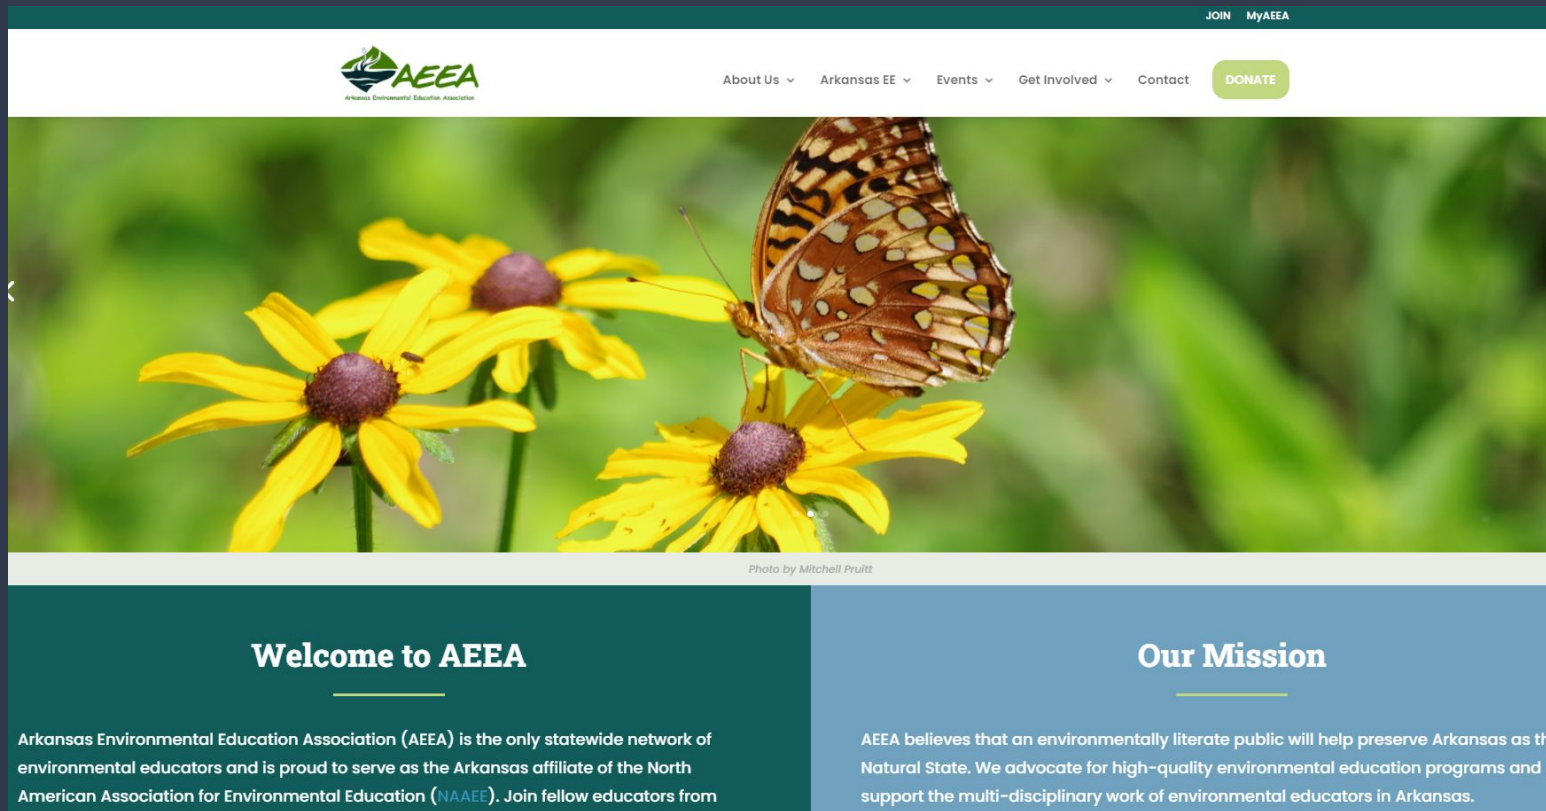 JOIN MyAEEA
AEEA
Arkansas Environmental Education Association
About Us Arkansas EE Events Get Involved Contact DONATE
Photo by Mitchell Pruitt
Welcome to AEEA
Arkansas Environmental Education Association (AEEA) is the only statewide network of
environmental educators and is proud to serve as the Arkansas affiliate of the North
American Association for Environmental Education (NAAEE). Join fellow educators from
Our Mission
AEEA believes that an environmentally literate public will help preserve Arkansas as th
Natural State. We advocate for high-quality environmental education programs and
support the multi-disciplinary work of environmental educators in Arkansas.